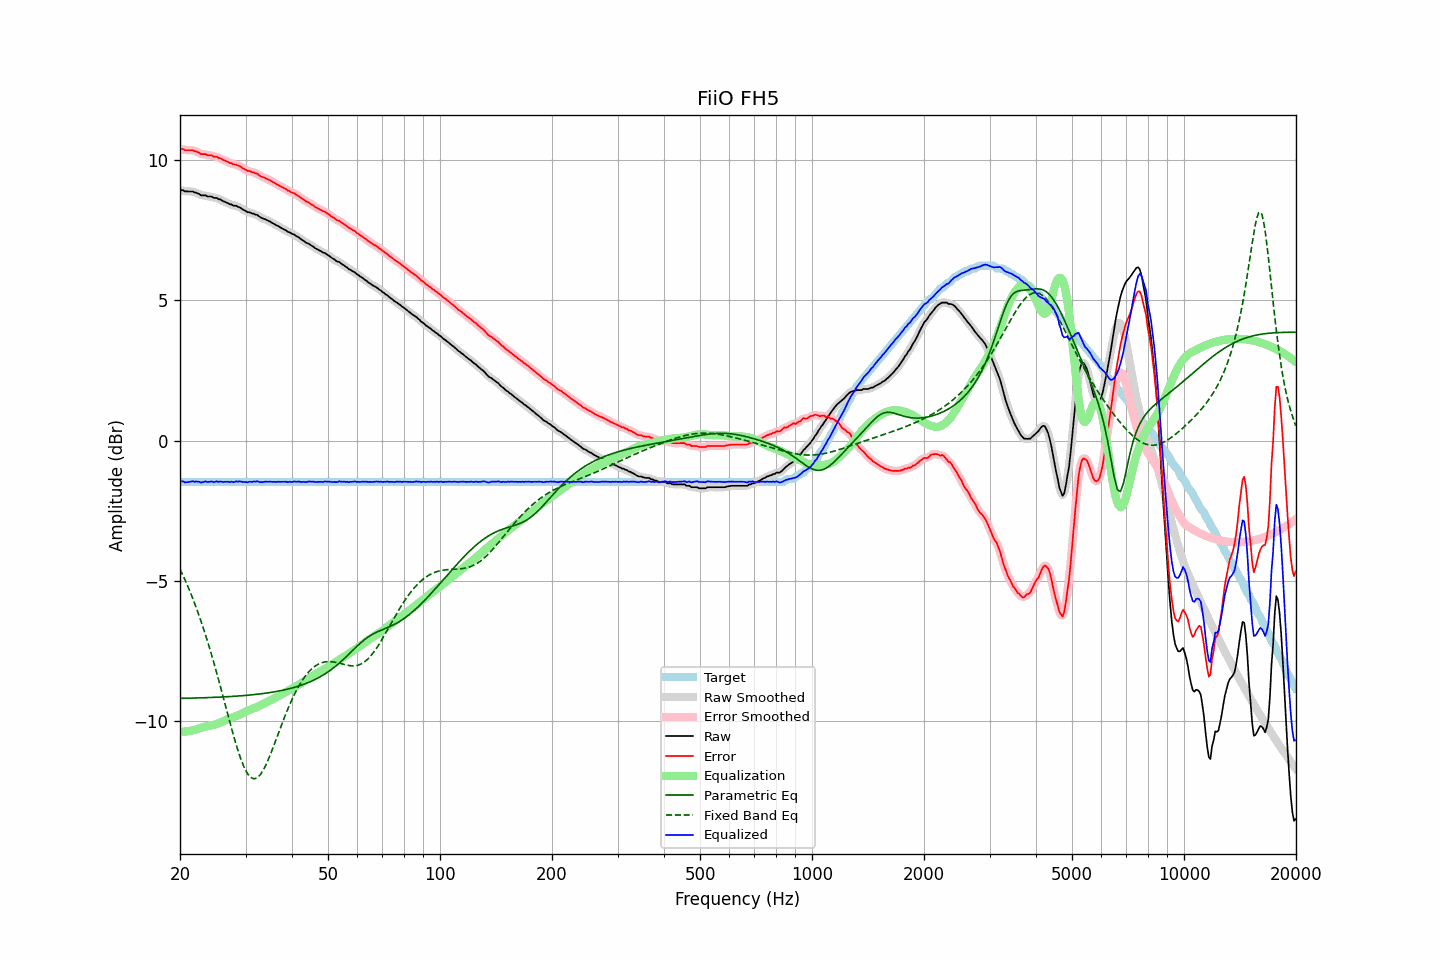 FiiO FH5
Amplitude (dBr)
10
5
0
−5
−10
20
50
100
200
500
1000
2000
5000
10000
20000
Frequency (Hz)
Target
Raw Smoothed
Error Smoothed
Raw
Error
Equalization
Parametric Eq
Fixed Band Eq
Equalized